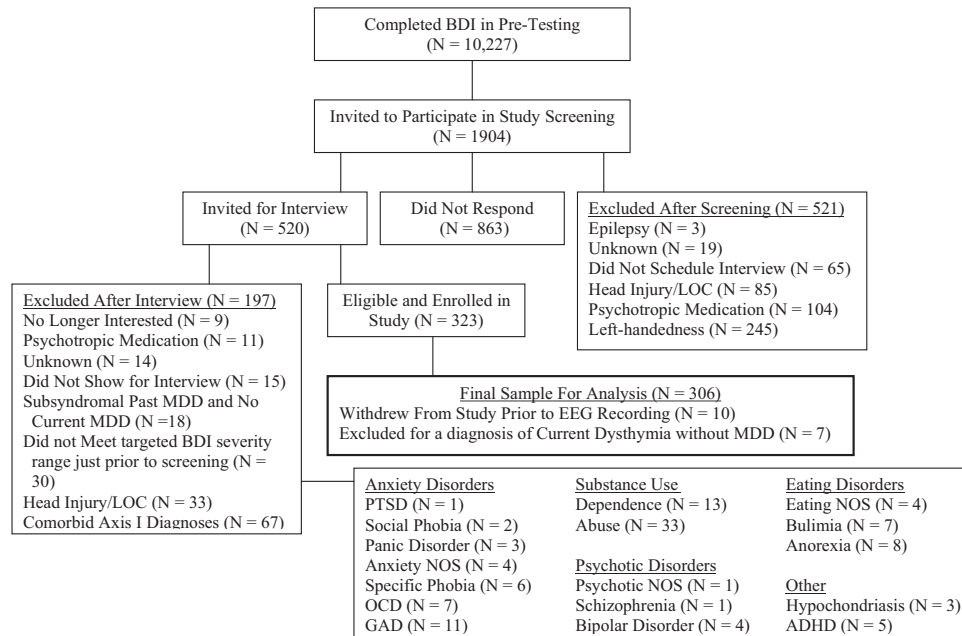 Completed BDI in Pre-Testing
(N = 10,227)
Invited to Participate in Study Screening
(N = 1904)
Invited for Interview
(N = 520)
Did Not Respond
(N = 863)
Excluded After Screening (N = 521)
Epilepsy (N = 3)
Unknown (N = 19)
Did Not Schedule Interview (N = 65)
Head Injury/LOC (N = 85)
Psychotropic Medication (N = 104)
Left-handedness (N = 245)
Excluded After Interview (N = 197)
No Longer Interested (N = 9)
Psychotropic Medication (N = 11)
Unknown (N = 14)
Did Not Show for Interview (N = 15)
Subsyndromal Past MDD and No
Current MDD (N =18)
Did not Meet targeted BDI severity
range just prior to screening (N =
30)
Head Injury/LOC (N = 33)
Comorbid Axis I Diagnoses (N = 67)
Eligible and Enrolled in
Study (N = 323)
Final Sample For Analysis (N = 306)
Withdrew From Study Prior to EEG Recording (N = 10)
Excluded for a diagnosis of Current Dysthymia without MDD (N = 7)
Anxiety Disorders
PTSD (N = 1)
Social Phobia (N = 2)
Panic Disorder (N = 3)
Anxiety NOS (N = 4)
Specific Phobia (N = 6)
OCD (N = 7)
GAD (N = 11)
Substance Use
Dependence (N = 13)
Abuse (N = 33)
Psychotic Disorders
Psychotic NOS (N = 1)
Schizophrenia (N = 1)
Bipolar Disorder (N = 4)
Eating Disorders
Eating NOS (N = 4)
Bulimia (N = 7)
Anorexia (N = 8)
Other
Hypochondriasis (N = 3)
ADHD (N = 5)